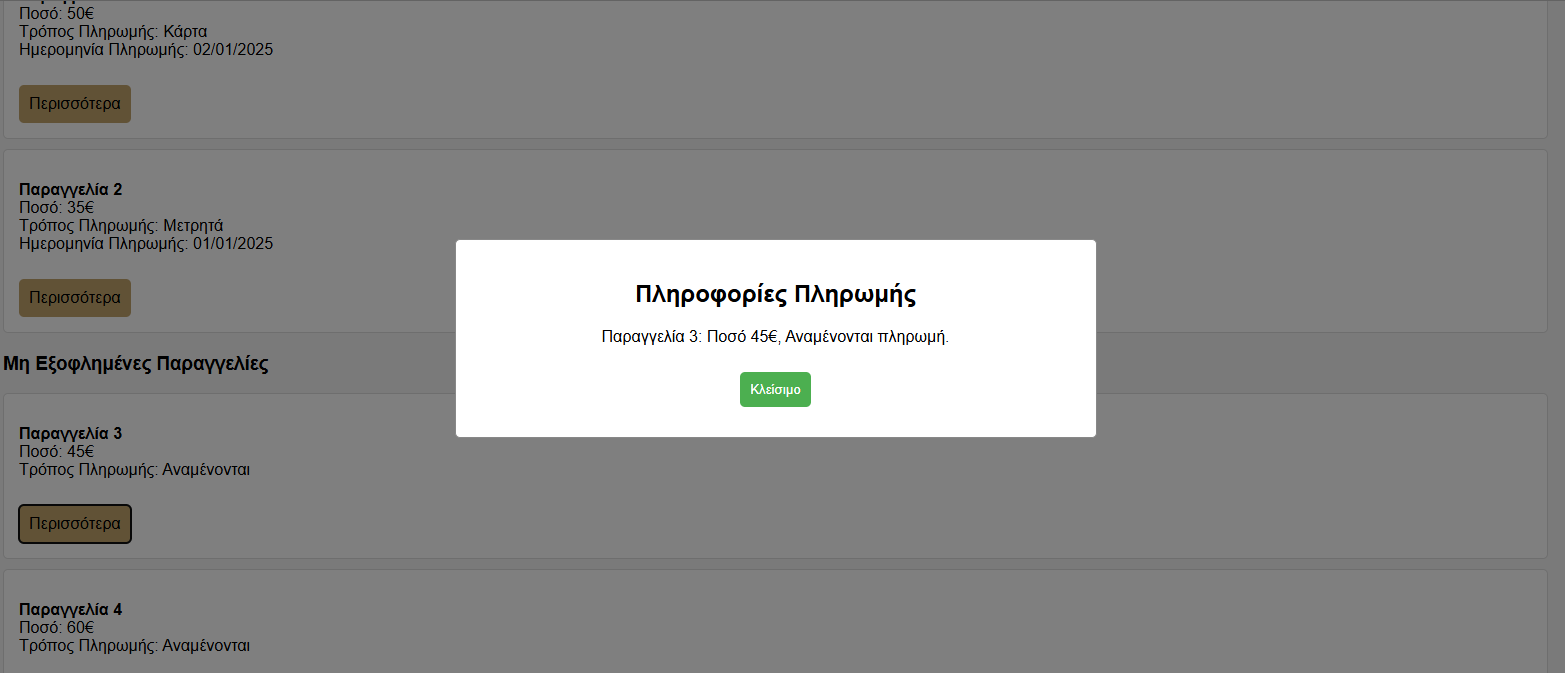 Ποσό: 50€
Τρόπος Πληρωμής: Κάρτα
Ημερομηνία Πληρωμής: 02/01/2025
Περισσότερα
Παραγγελία 2
Ποσό: 35€
Τρόπος Πληρωμής: Μετρητά
Ημερομηνία Πληρωμής: 01/01/2025
Περισσότερα
Πληροφορίες Πληρωμής
Παραγγελία 3: Ποσό 45€, Αναμένονται πληρωμή.
Κλείσιμο
Μη Εξοφλημένες Παραγγελίες
Παραγγελία 3
Ποσό: 45€
Τρόπος Πληρωμής: Αναμένονται
Περισσότερα
Παραγγελία 4
Ποσό: 60€
Τρόπος Πληρωμής: Αναμένονται